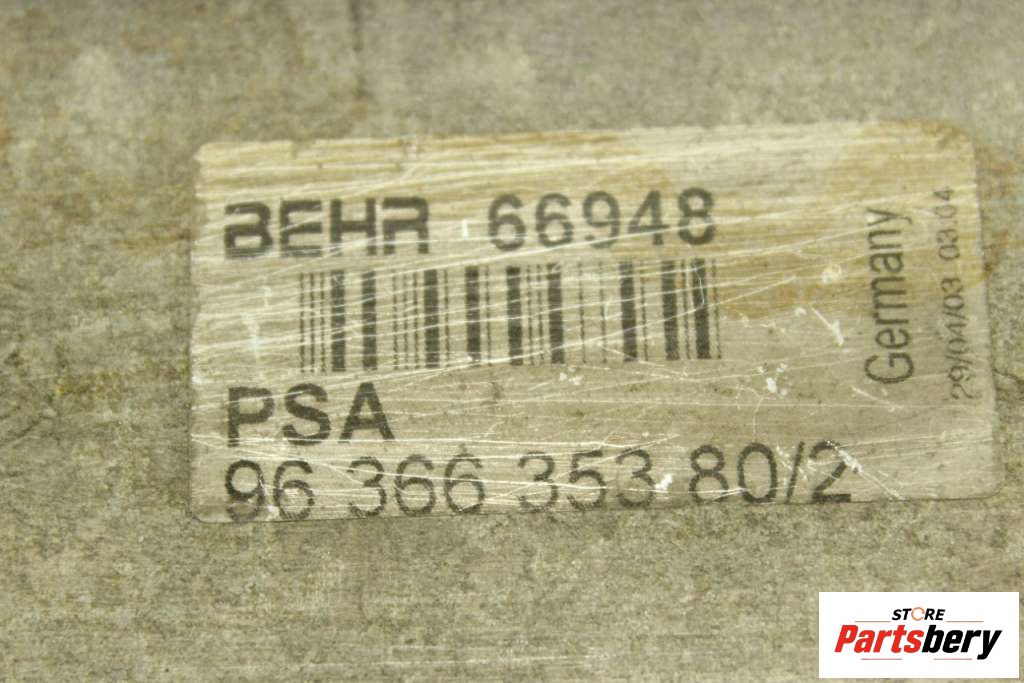 BEHR 66948
PSA
96 366 353 80/2
Germany
29/04/03 03:04
STORE
Partsbery